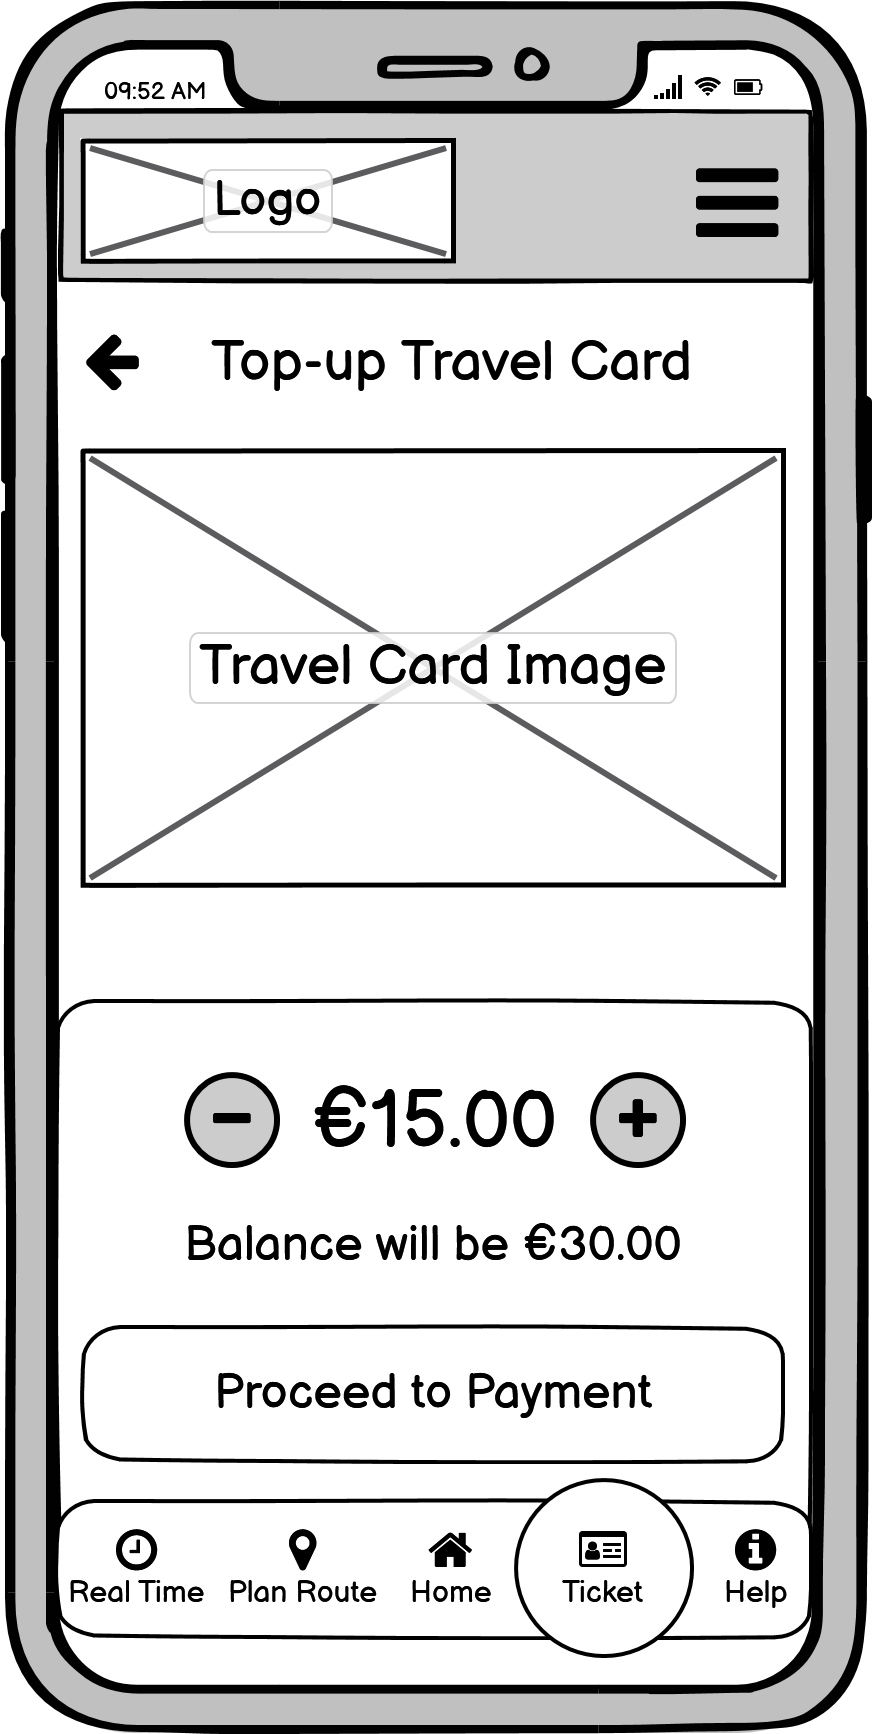 09:52 AM
Logo
Top-up Travel Card
Travel Card Image
€15.00
Balance will be €30.00
Proceed to Payment
Real Time Plan Route Home Ticket Help